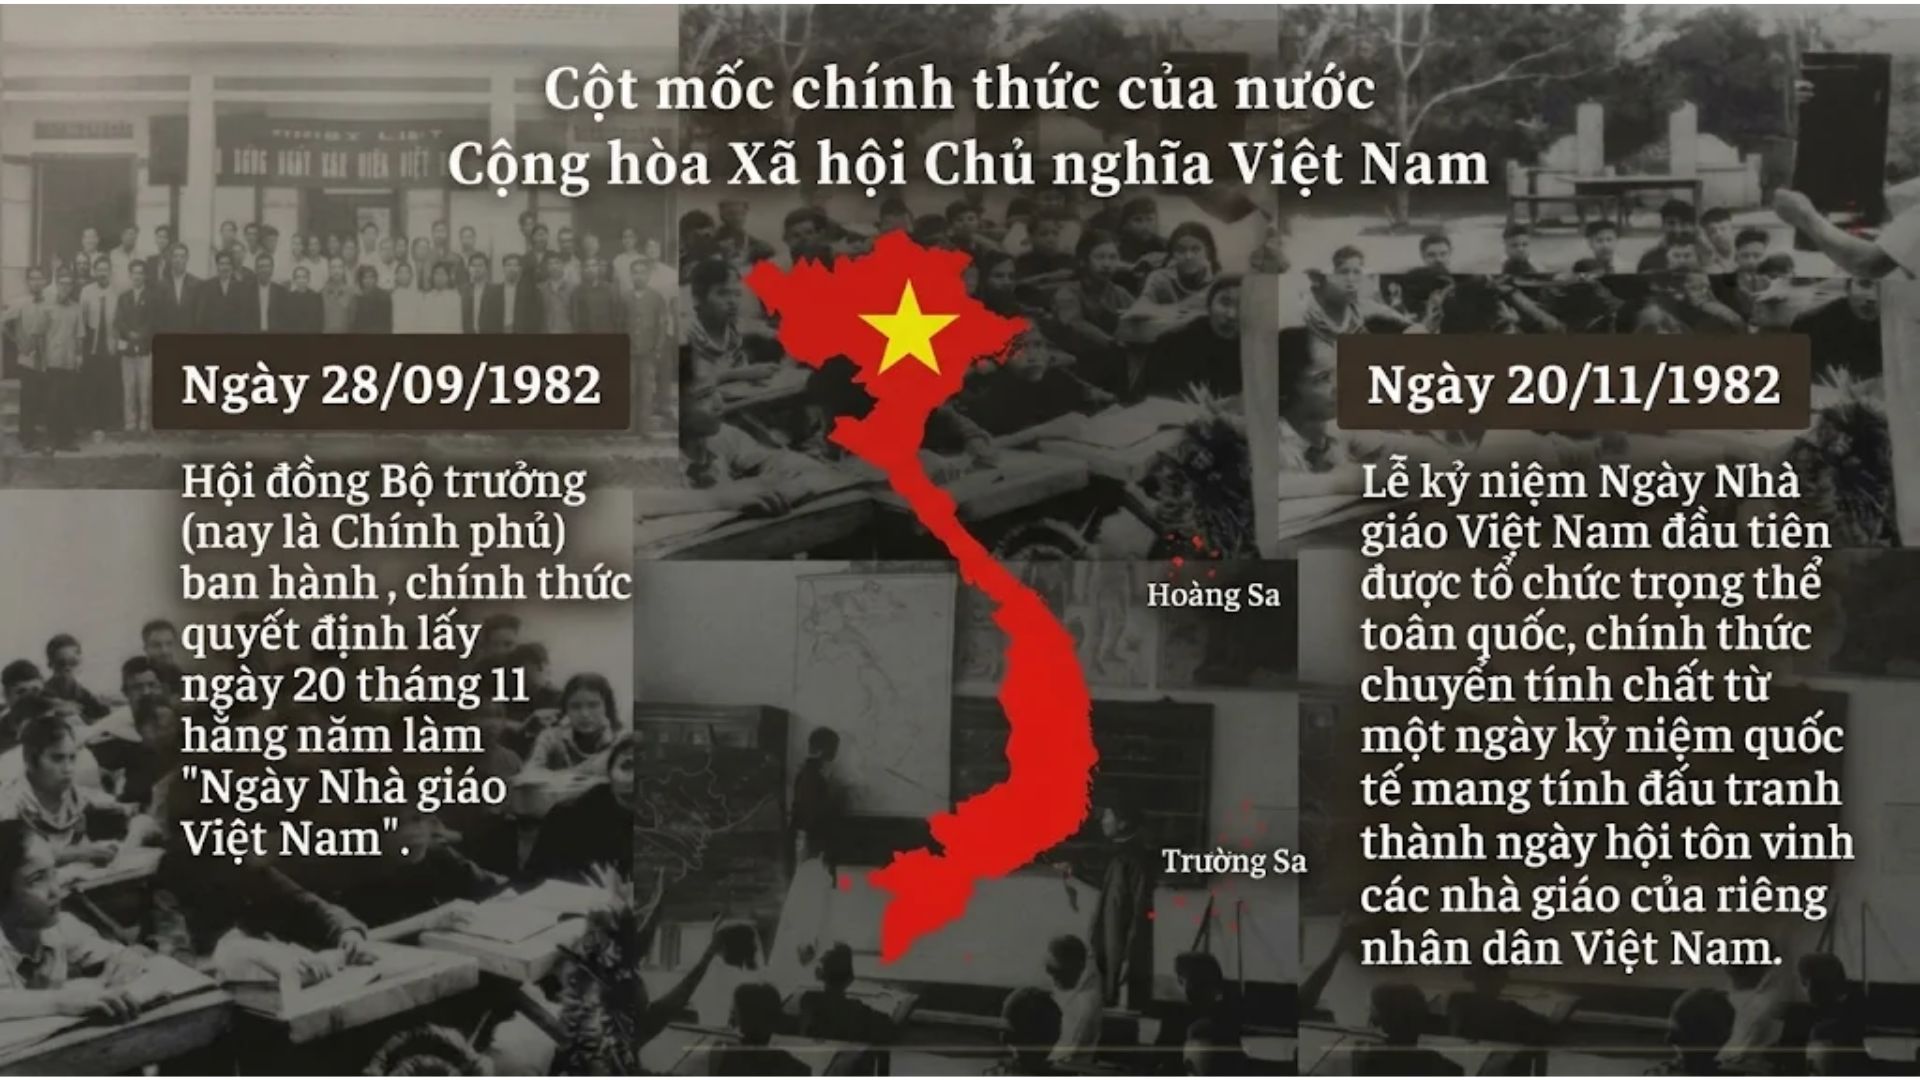 Cột mốc chính thức của nước
Cộng hòa Xã hội Chủ nghĩa Việt Nam
Ngày 28/09/1982
Hội đồng Bộ trưởng
(nay là Chính phủ)
ban hành , chính thức
quyết định lấy
ngày 20 tháng 11
hằng năm làm
"Ngày Nhà giáo
Việt Nam".
Hoàng Sa
Trường Sa
Ngày 20/11/1982
Lễ kỷ niệm Ngày Nhà
giáo Việt Nam đầu tiên
được tổ chức trọng thể
toân quốc, chính thức
chuyển tính chất từ
một ngày kỷ niệm quốc
tế mang tính đấu tranh
thành ngày hội tôn vinh
các nhà giáo của riêng
nhân dân Việt Nam.